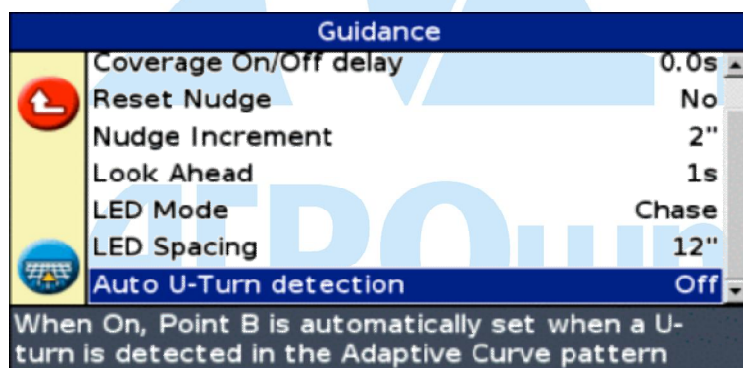 Guidance
Coverage On/Off delay 0.0s
Reset Nudge No
Nudge Increment 2"
Look Ahead 1s
LED Mode Chase
LED Spacing 12"
Auto U-Turn detection Off
When On, Point B is automatically set when a U-
turn is detected in the Adaptive Curve pattern